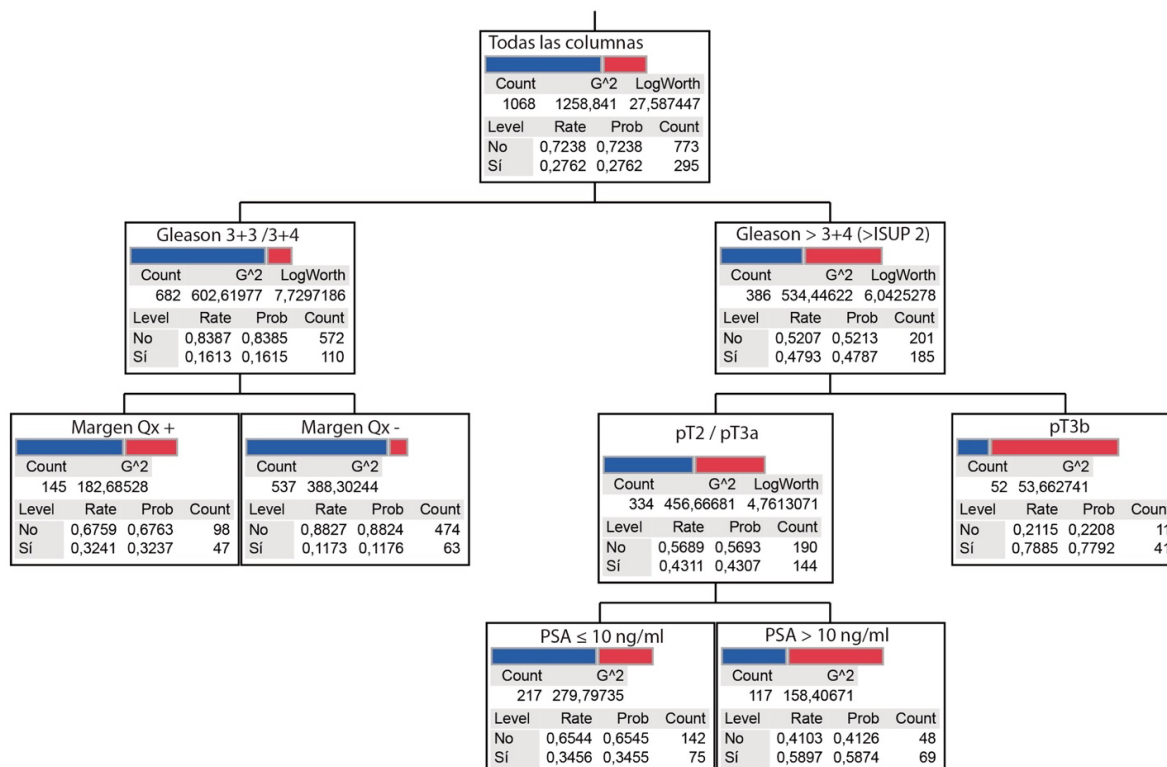 Todas las columnas
Count G^2 LogWorth
1068 1258,841 27,587447
Level Rate Prob Count
No 0,7238 0,7238 773
Sí 0,2762 0,2762 295
Gleason 3+3 /3+4
Count G^2 LogWorth
682 602,61977 7,7297186
Level Rate Prob Count
No 0,8387 0,8385 572
Sí 0,1613 0,1615 110
Gleason > 3+4 (>ISUP 2)
Count G^2 LogWorth
386 534,44622 6,0425278
Level Rate Prob Count
No 0,5207 0,5213 201
Sí 0,4793 0,4787 185
Margen Qx +
Count G^2
145 182,68528
Level Rate Prob Count
No 0,6759 0,6763 98
Sí 0,3241 0,3237 47
Margen Qx -
Count G^2
537 388,30244
Level Rate Prob Count
No 0,8827 0,8824 474
Sí 0,1173 0,1176 63
pT2 / pT3a
Count G^2 LogWorth
334 456,66681 4,7613071
Level Rate Prob Count
No 0,5689 0,5693 190
Sí 0,4311 0,4307 144
pT3b
Count G^2
52 53,662741
Level Rate Prob Count
No 0,2115 0,2208 11
Sí 0,7885 0,7792 41
PSA ≤ 10 ng/ml
Count G^2
217 279,79735
Level Rate Prob Count
No 0,6544 0,6545 142
Sí 0,3456 0,3455 75
PSA > 10 ng/ml
Count G^2
117 158,40671
Level Rate Prob Count
No 0,4103 0,4126 48
Sí 0,5897 0,5874 69